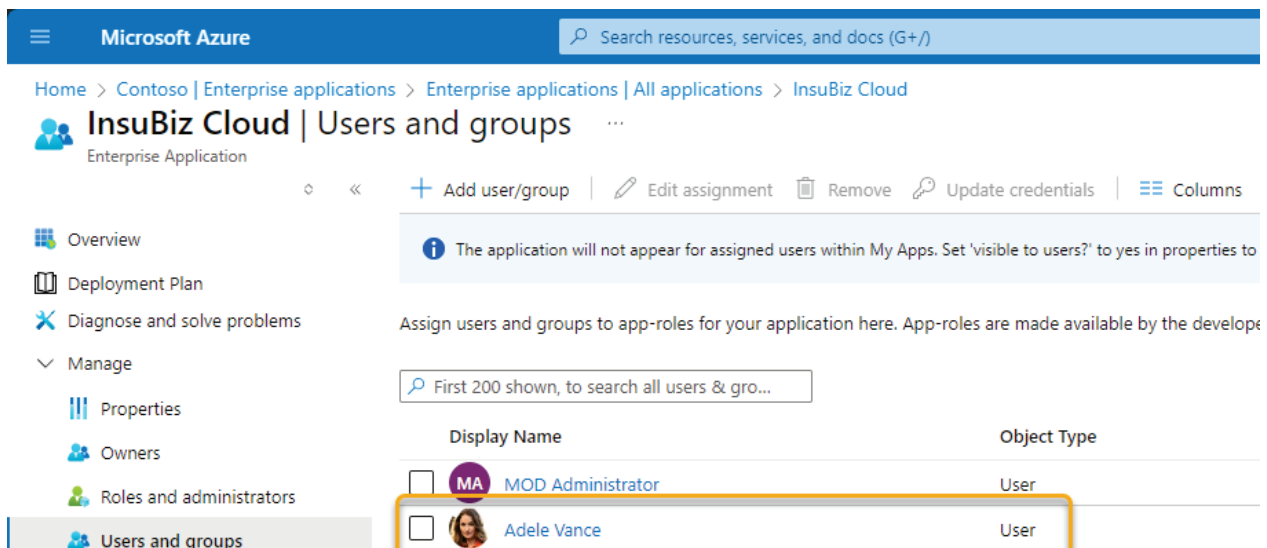 Microsoft Azure
Search resources, services, and docs (G+/)
Home > Contoso | Enterprise applications > Enterprise applications | All applications > InsuBiz Cloud
InsuBiz Cloud | Users and groups ...
Enterprise Application
+ Add user/group | Edit assignment Remove Update credentials | Columns
Overview
The application will not appear for assigned users within My Apps. Set 'visible to users?' to yes in properties to
Deployment Plan
Diagnose and solve problems
Assign users and groups to app-roles for your application here. App-roles are made available by the develope
Manage
First 200 shown, to search all users & gro...
Properties
Display Name Object Type
Owners
MA MOD Administrator User
Roles and administrators
Adele Vance User
Users and groups